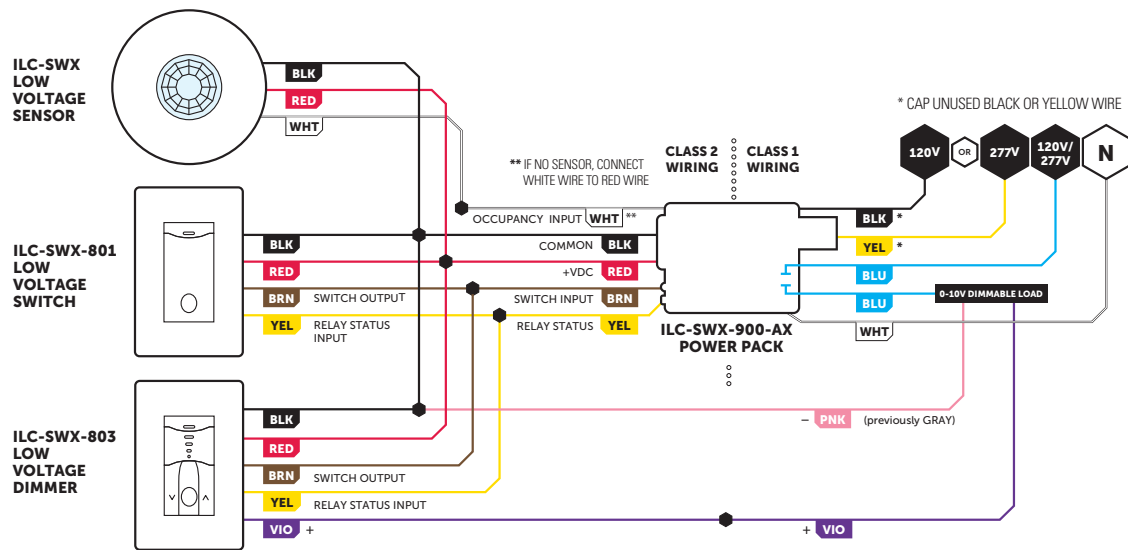 ILC-SWX
LOW
VOLTAGE
SENSOR
BLK
RED
WHT
* CAP UNUSED BLACK OR YELLOW WIRE
120V
OR
277V
120V/
277V
N
CLASS 2
WIRING
CLASS 1
WIRING
** IF NO SENSOR, CONNECT
WHITE WIRE TO RED WIRE
OCCUPANCY INPUT WHT **
BLK *
YEL *
BLU
BLU
0-10V DIMMABLE LOAD
WHT
ILC-SWX-801
LOW
VOLTAGE
SWITCH
BLK
RED
BRN SWITCH OUTPUT
YEL RELAY STATUS
INPUT
COMMON BLK
+VDC RED
SWITCH INPUT BRN
RELAY STATUS YEL
ILC-SWX-900-AX
POWER PACK
ILC-SWX-803
LOW
VOLTAGE
DIMMER
BLK
RED
BRN SWITCH OUTPUT
YEL RELAY STATUS INPUT
VIO +
– PNK (previously GRAY)
+ VIO